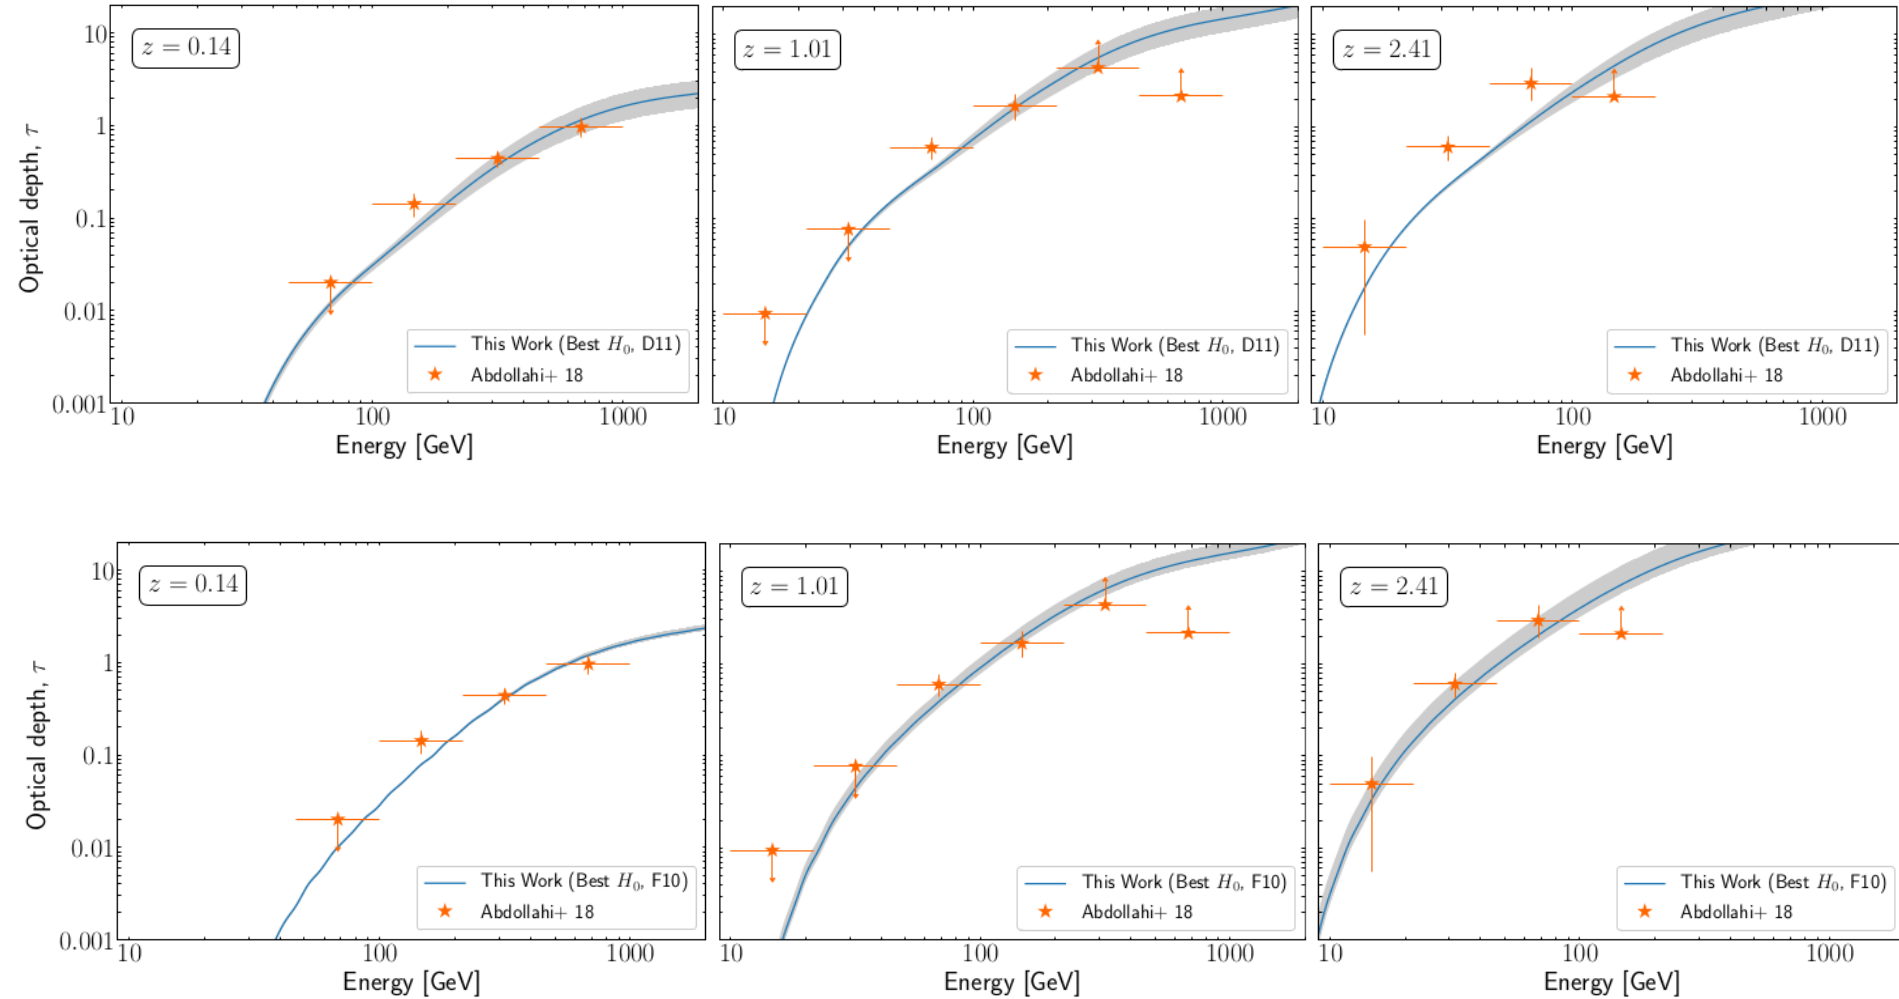 Optical depth, τ
10
1
0.1
0.01
0.001
z = 0.14
This Work (Best H₀, D11)
Abdollahi+ 18
10 100 1000
Energy [GeV]
z = 1.01
This Work (Best H₀, D11)
Abdollahi+ 18
10 100 1000
Energy [GeV]
z = 2.41
This Work (Best H₀, D11)
Abdollahi+ 18
10 100 1000
Energy [GeV]
Optical depth, τ
10
1
0.1
0.01
0.001
z = 0.14
This Work (Best H₀, F10)
Abdollahi+ 18
10 100 1000
Energy [GeV]
z = 1.01
This Work (Best H₀, F10)
Abdollahi+ 18
10 100 1000
Energy [GeV]
z = 2.41
This Work (Best H₀, F10)
Abdollahi+ 18
10 100 1000
Energy [GeV]